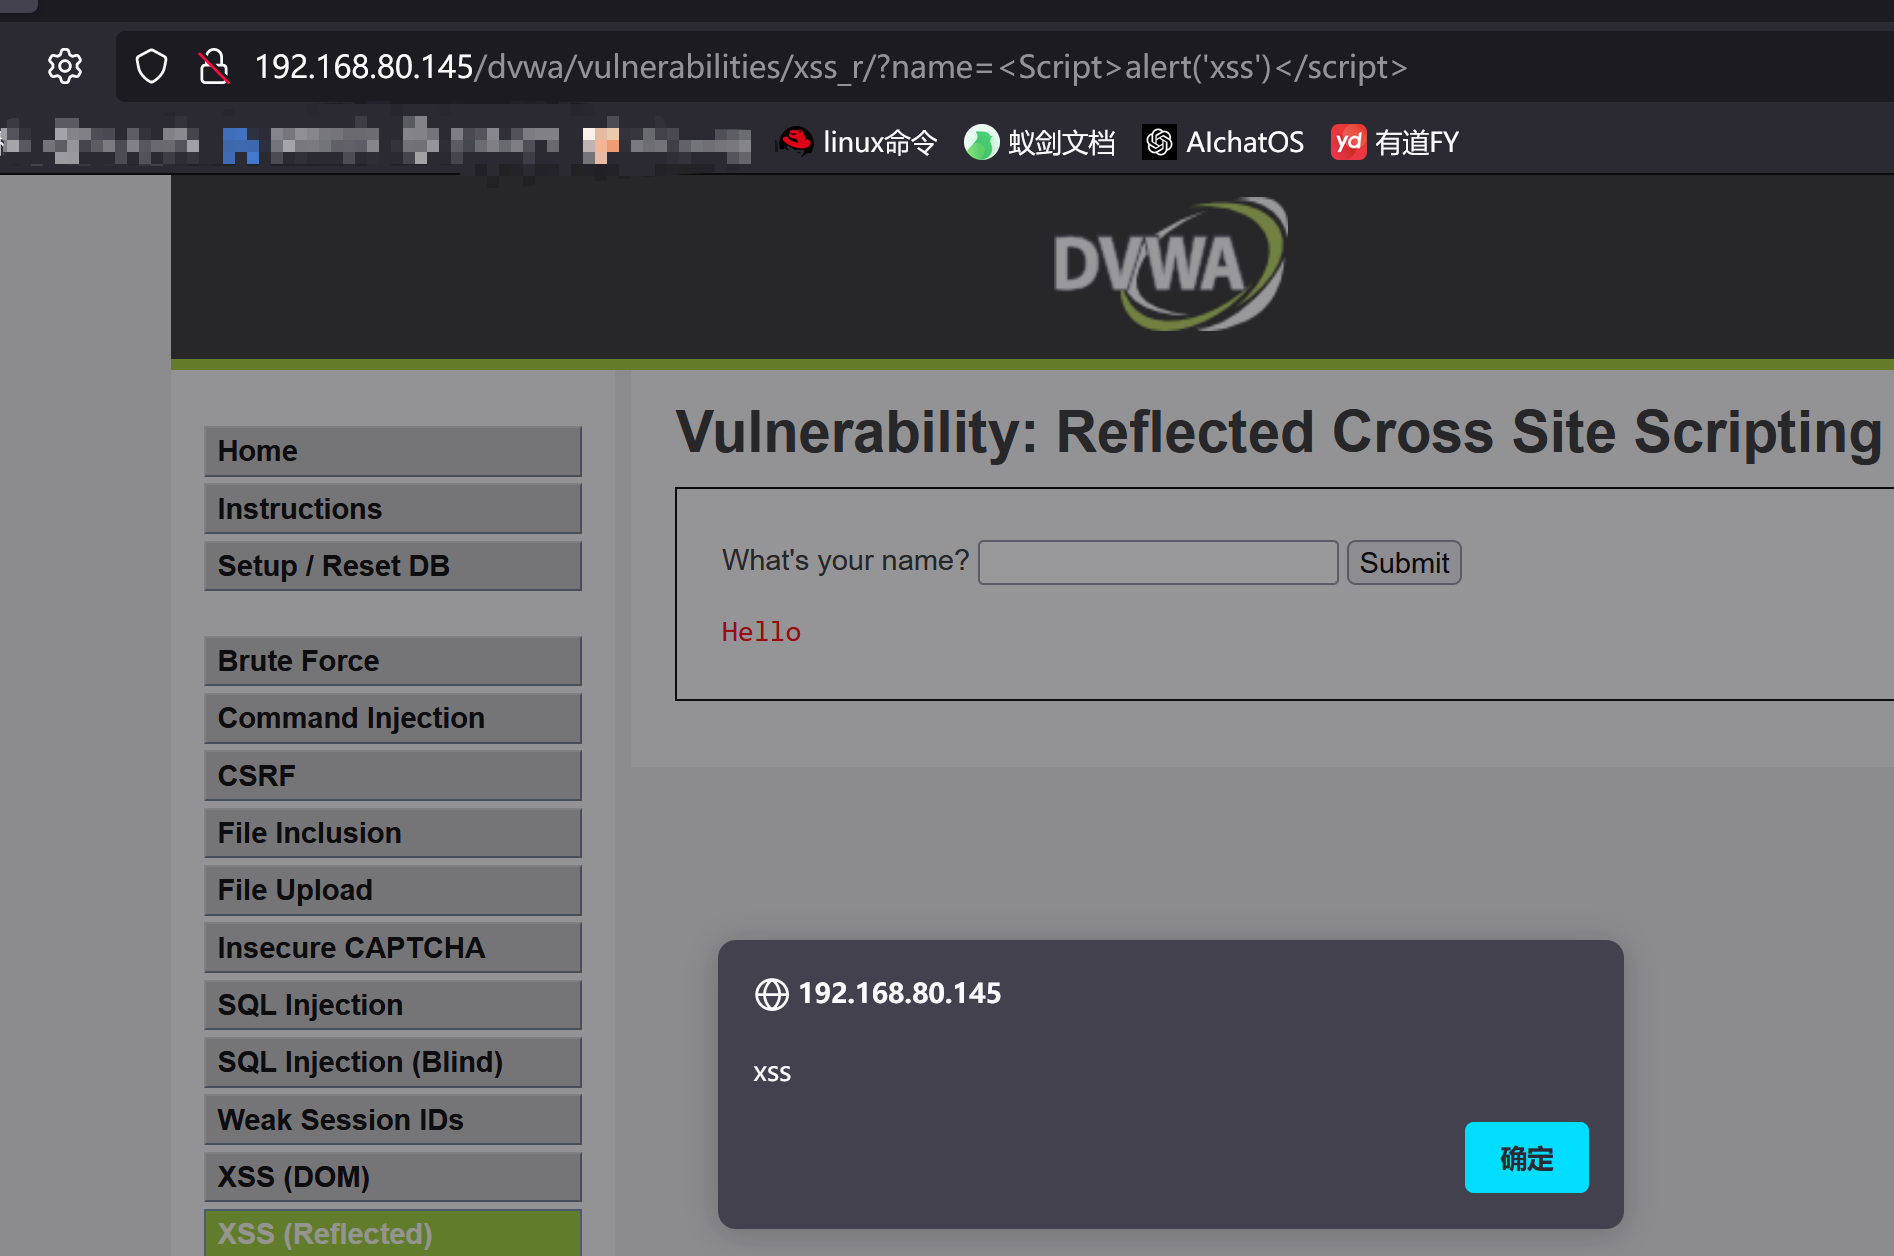 192.168.80.145/dvwa/vulnerabilities/xss_r/?name=<Script>alert('xss')</script>
linux命令 蚁剑文档 AIchatOS yd 有道FY
DVWA
Vulnerability: Reflected Cross Site Scripting
What's your name? Submit
Hello
Home
Instructions
Setup / Reset DB
Brute Force
Command Injection
CSRF
File Inclusion
File Upload
Insecure CAPTCHA
SQL Injection
SQL Injection (Blind)
Weak Session IDs
XSS (DOM)
XSS (Reflected)
192.168.80.145
xss
确定